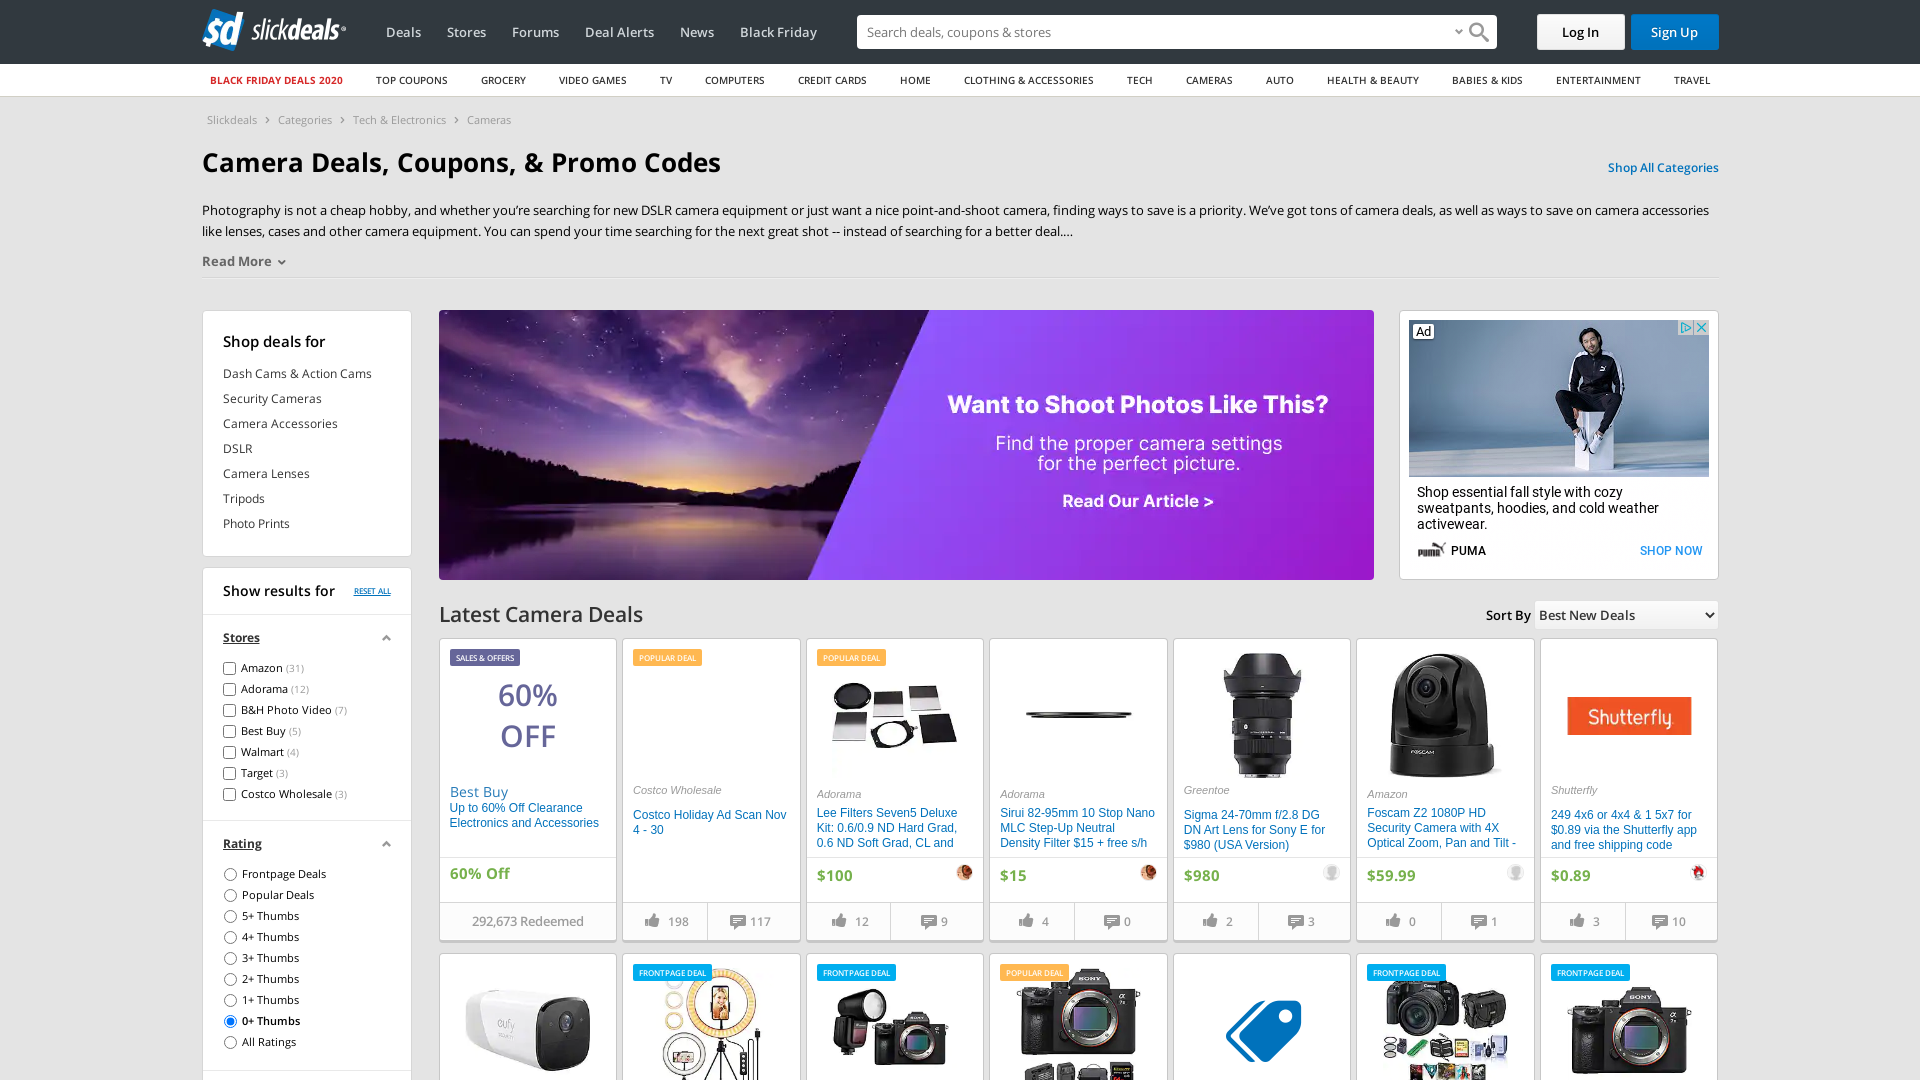 sd slickdeals
Deals
Stores
Forums
Deal Alerts
News
Black Friday
Search deals, coupons & stores
Log In
Sign Up
BLACK FRIDAY DEALS 2020
TOP COUPONS
GROCERY
VIDEO GAMES
TV
COMPUTERS
CREDIT CARDS
HOME
CLOTHING & ACCESSORIES
TECH
CAMERAS
AUTO
HEALTH & BEAUTY
BABIES & KIDS
ENTERTAINMENT
TRAVEL
Slickdeals > Categories > Tech & Electronics > Cameras
Camera Deals, Coupons, & Promo Codes
Shop All Categories
Photography is not a cheap hobby, and whether you’re searching for new DSLR camera equipment or just want a nice point-and-shoot camera, finding ways to save is a priority. We’ve got tons of camera deals, as well as ways to save on camera accessories
like lenses, cases and other camera equipment. You can spend your time searching for the next great shot -- instead of searching for a better deal....
Read More
Shop deals for
Dash Cams & Action Cams
Security Cameras
Camera Accessories
DSLR
Camera Lenses
Tripods
Photo Prints
Want to Shoot Photos Like This?
Find the proper camera settings
for the perfect picture.
Read Our Article >
Ad
Shop essential fall style with cozy
sweatpants, hoodies, and cold weather
activewear.
PUMA
PUMA
SHOP NOW
Show results for
RESET ALL
Stores
Amazon (31)
Adorama (12)
B&H Photo Video (7)
Best Buy (5)
Walmart (4)
Target (3)
Costco Wholesale (3)
Rating
Frontpage Deals
Popular Deals
5+ Thumbs
4+ Thumbs
3+ Thumbs
2+ Thumbs
1+ Thumbs
0+ Thumbs
All Ratings
Latest Camera Deals
Sort By
Best New Deals
SALES & OFFERS
60%
OFF
Best Buy
Up to 60% Off Clearance
Electronics and Accessories
60% Off
292,673 Redeemed
POPULAR DEAL
Costco Wholesale
Costco Holiday Ad Scan Nov
4 - 30
198
117
POPULAR DEAL
Adorama
Lee Filters Seven5 Deluxe
Kit: 0.6/0.9 ND Hard Grad,
0.6 ND Soft Grad, CL and
$100
12
9
Adorama
Sirui 82-95mm 10 Stop Nano
MLC Step-Up Neutral
Density Filter $15 + free s/h
$15
4
0
Greentoe
Sigma 24-70mm f/2.8 DG
DN Art Lens for Sony E for
$980 (USA Version)
$980
2
3
FOSCAM
Amazon
Foscam Z2 1080P HD
Security Camera with 4X
Optical Zoom, Pan and Tilt -
$59.99
0
1
Shutterfly
Shutterfly
249 4x6 or 4x4 & 1 5x7 for
$0.89 via the Shutterfly app
and free shipping code
$0.89
3
10
eufy
FRONTPAGE DEAL
FRONTPAGE DEAL
POPULAR DEAL
SONY
FRONTPAGE DEAL
Canon
FRONTPAGE DEAL
SONY